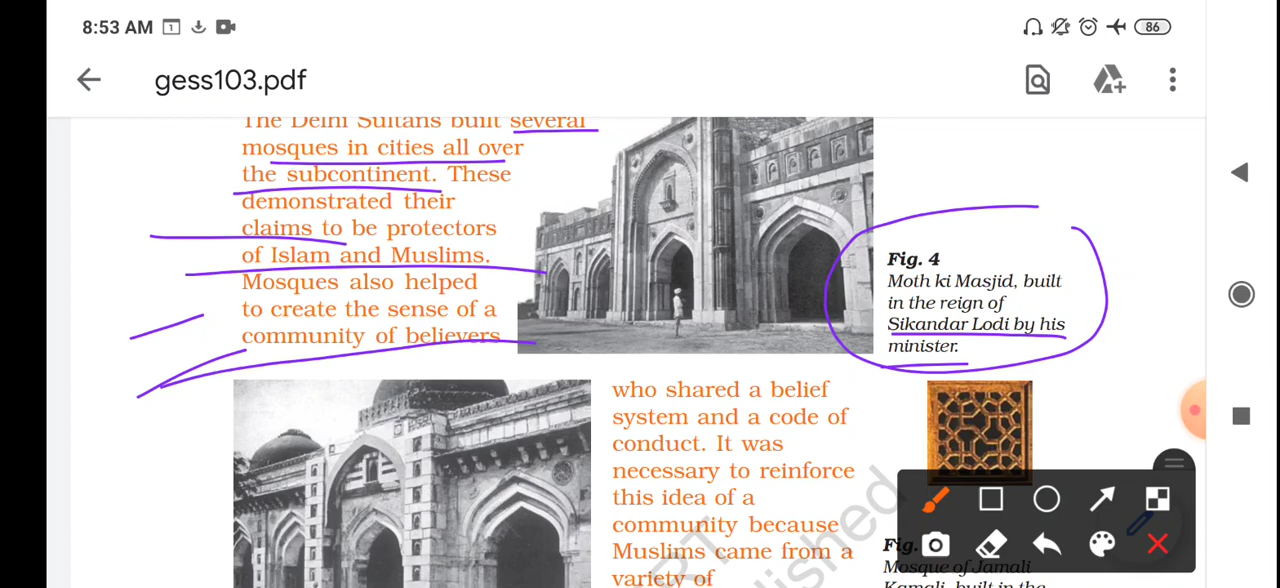 8:53 AM
86
gess103.pdf
The Delhi Sultans built several
mosques in cities all over
the subcontinent. These
demonstrated their
claims to be protectors
of Islam and Muslims.
Mosques also helped
to create the sense of a
community of believers
Fig. 4
Moth ki Masjid, built
in the reign of
Sikandar Lodi by his
minister.
who shared a belief
system and a code of
conduct. It was
necessary to reinforce
this idea of a
community because
Muslims came from a
variety of
Fig.
Mosque of Jamali
Kamali, built in the